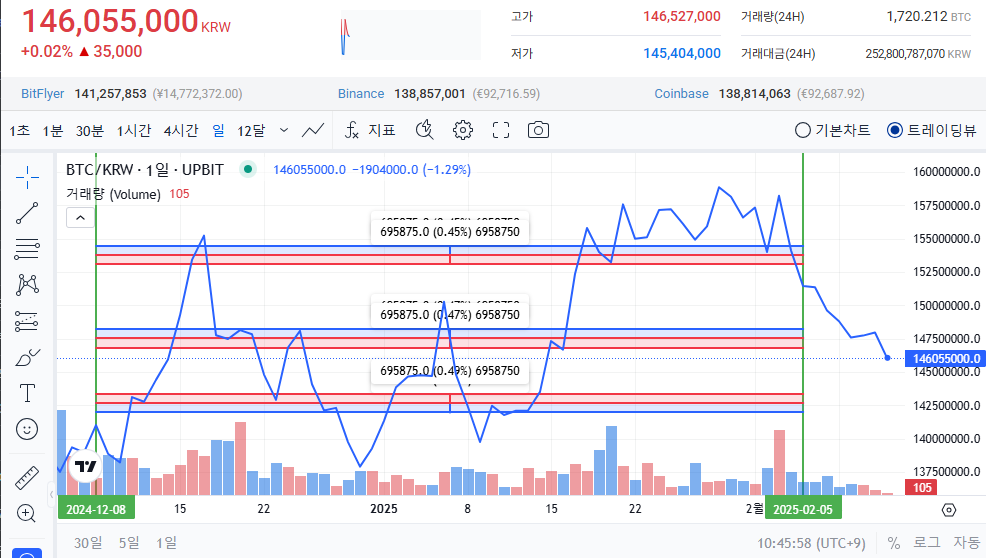 146,055,000 KRW
+0.02% ▲ 35,000
고가 146,527,000 거래량(24H) 1,720.212 BTC
저가 145,404,000 거래대금(24H) 252,800,787,070 KRW
BitFlyer 141,257,853 (¥14,772,372.00) Binance 138,857,001 (€92,716.59) Coinbase 138,814,063 (€92,687.92)
1초 1분 30분 1시간 4시간 일 12달 지표 기본차트 트레이딩뷰
BTC/KRW · 1일 · UPBIT 146055000.0 −1904000.0 (−1.29%)
거래량 (Volume) 105
160000000.0
157500000.0
155000000.0
152500000.0
150000000.0
147500000.0
146055000.0
145000000.0
142500000.0
140000000.0
137500000.0
105
695875.0 (0.45%) 6958750
695875.0 (0.47%) 6958750
695875.0 (0.49%) 6958750
2024-12-08 15 22 2025 8 15 22 2월 2025-02-05
30일 5일 1일 10:45:58 (UTC+9) % 로그 자동